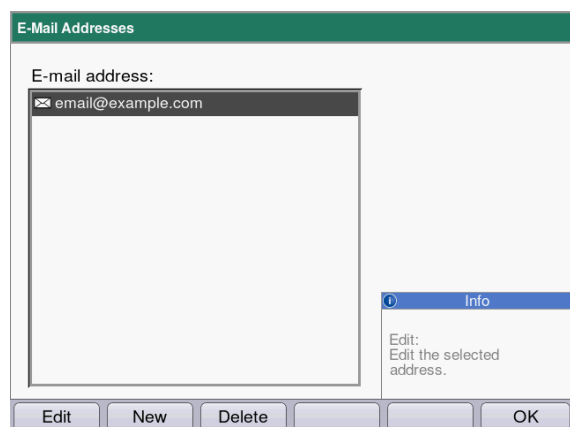 E-Mail Addresses
E-mail address:
email@example.com
Info
Edit:
Edit the selected
address.
Edit
New
Delete
OK